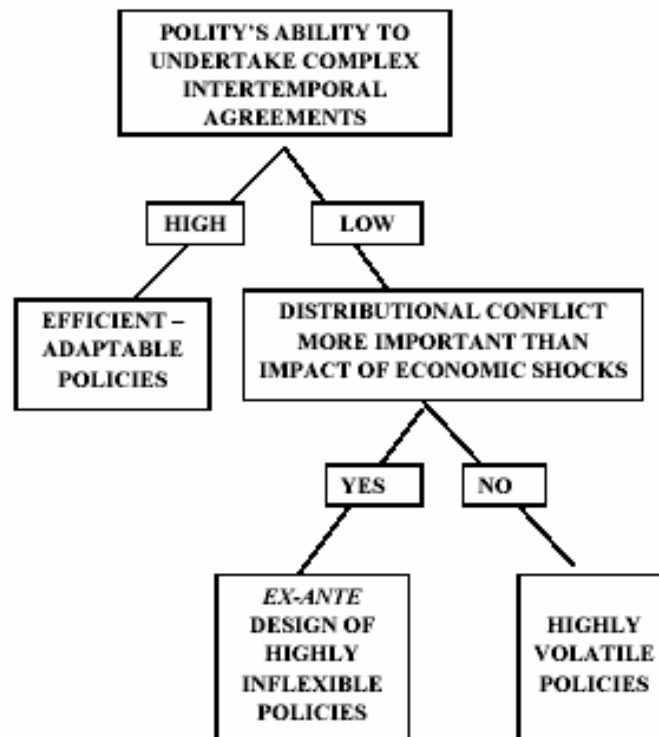 POLITY'S ABILITY TO
UNDERTAKE COMPLEX
INTERTEMPORAL
AGREEMENTS
HIGH
LOW
EFFICIENT –
ADAPTABLE
POLICIES
DISTRIBUTIONAL CONFLICT
MORE IMPORTANT THAN
IMPACT OF ECONOMIC SHOCKS
YES
NO
EX-ANTE
DESIGN OF
HIGHLY
INFLEXIBLE
POLICIES
HIGHLY
VOLATILE
POLICIES